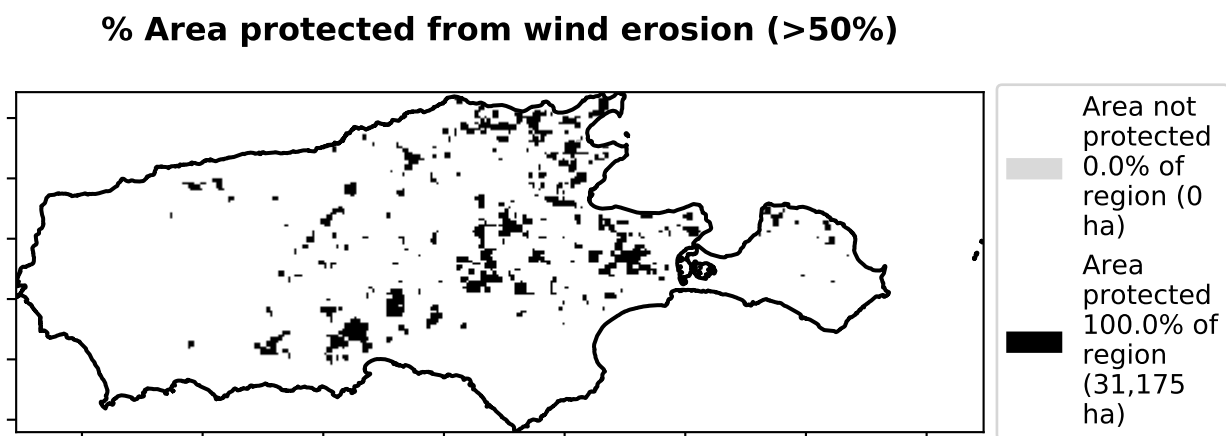 % Area protected from wind erosion (>50%)
Area not
protected
0.0% of
region (0
ha)
Area
protected
100.0% of
region
(31,175
ha)